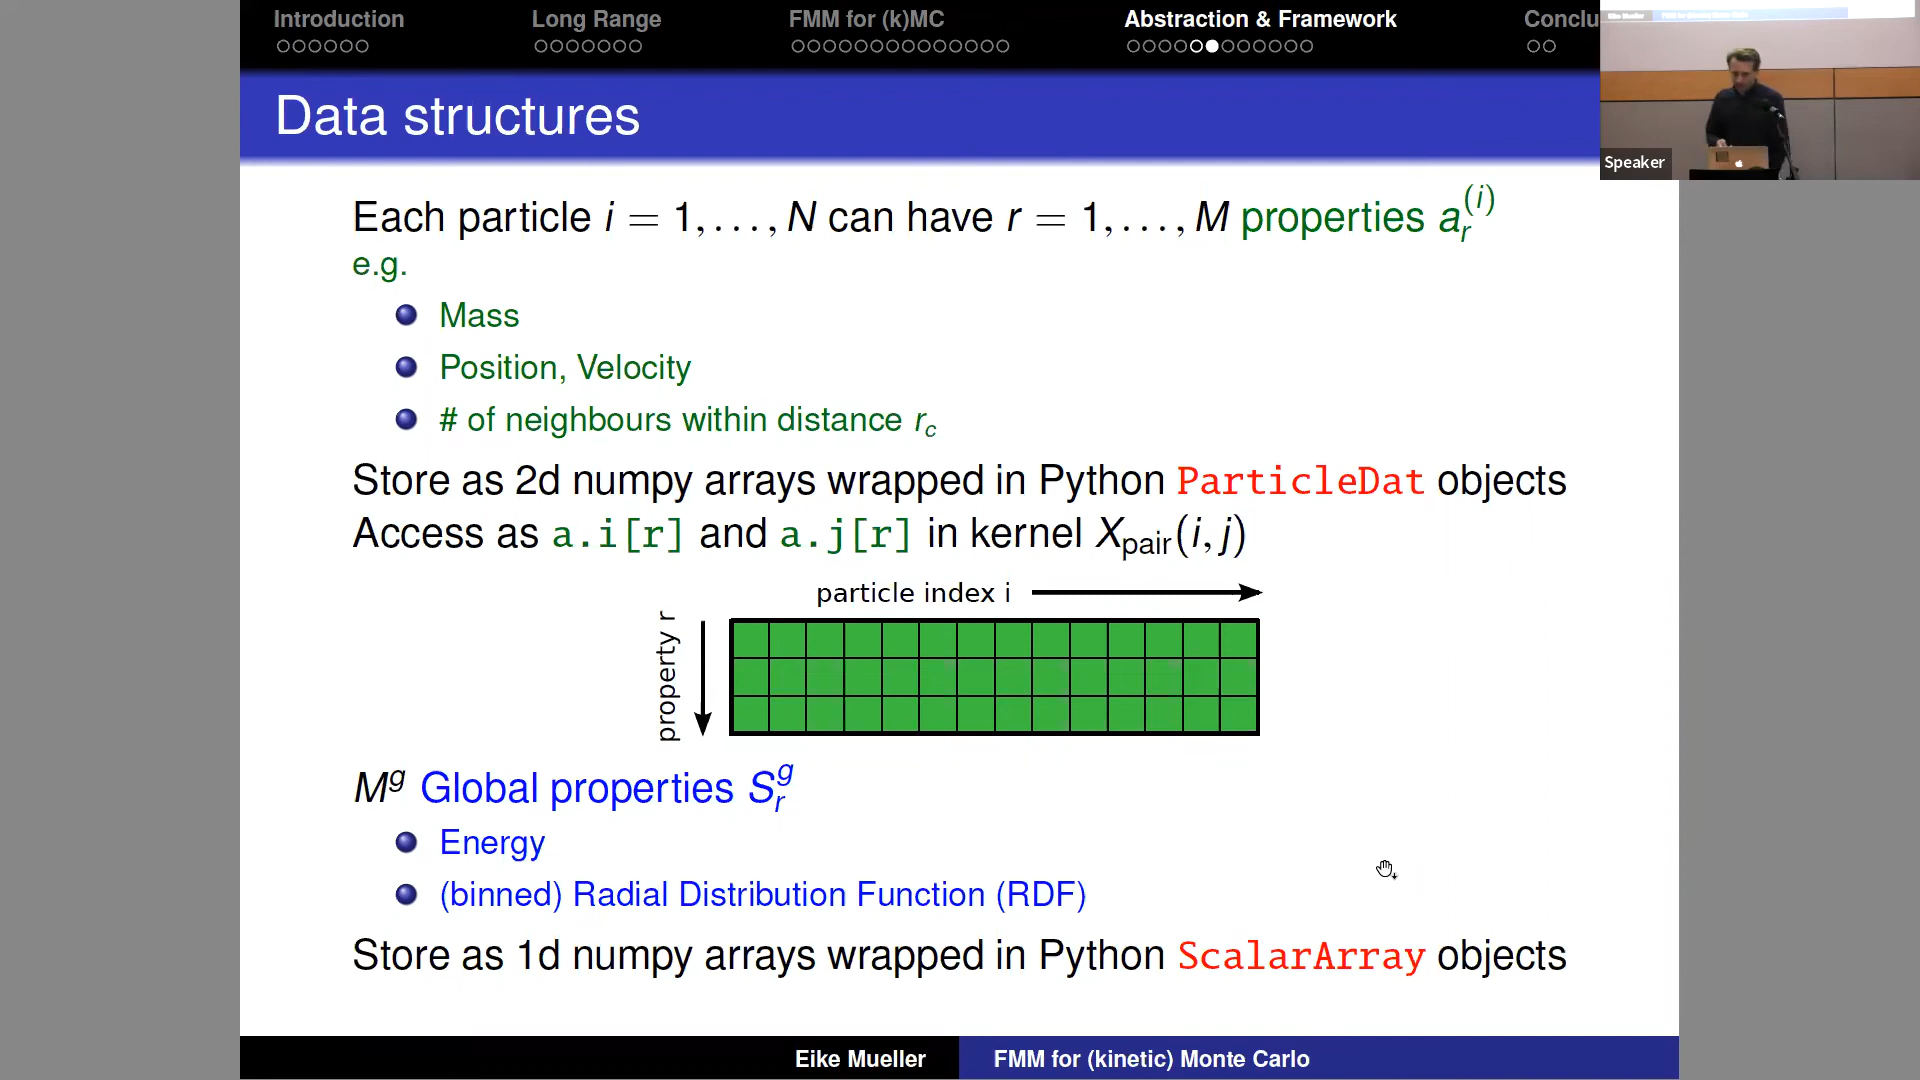 Introduction Long Range FMM for (k)MC Abstraction & Framework Conclu
Data structures
Speaker
Each particle i = 1, . . . , N can have r = 1, . . . , M properties a_r^(i)
e.g.
Mass
Position, Velocity
# of neighbours within distance r_c
Store as 2d numpy arrays wrapped in Python ParticleDat objects
Access as a.i[r] and a.j[r] in kernel X_pair(i, j)
particle index i
property r
M^g Global properties S_r^g
Energy
(binned) Radial Distribution Function (RDF)
Store as 1d numpy arrays wrapped in Python ScalarArray objects
Eike Mueller FMM for (kinetic) Monte Carlo